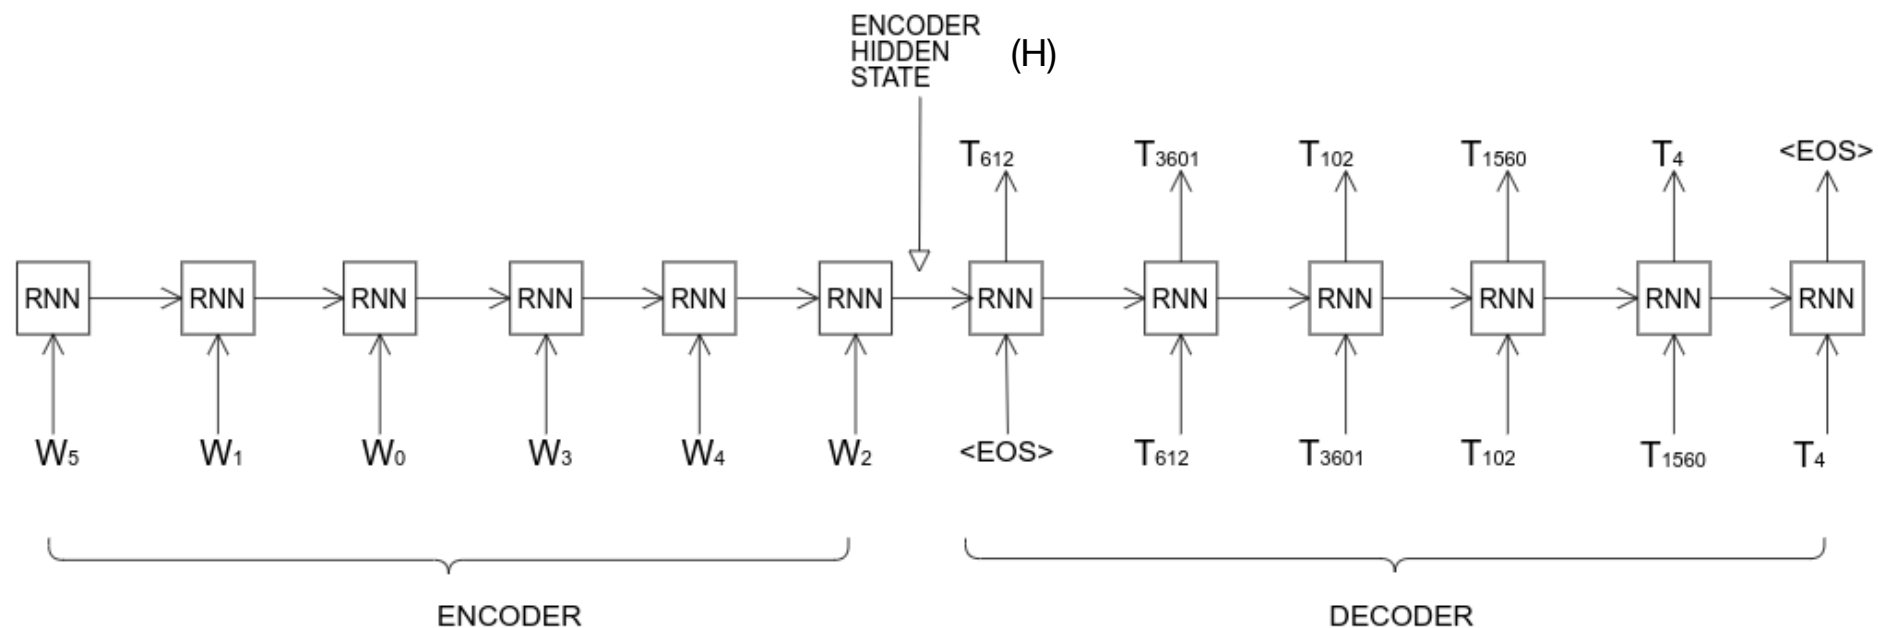 ENCODER
HIDDEN
STATE
(H)
T612 T3601 T102 T1560 T4 <EOS>
RNN RNN RNN RNN RNN RNN RNN RNN RNN RNN RNN RNN
W5 W1 W0 W3 W4 W2 <EOS> T612 T3601 T102 T1560 T4
ENCODER DECODER